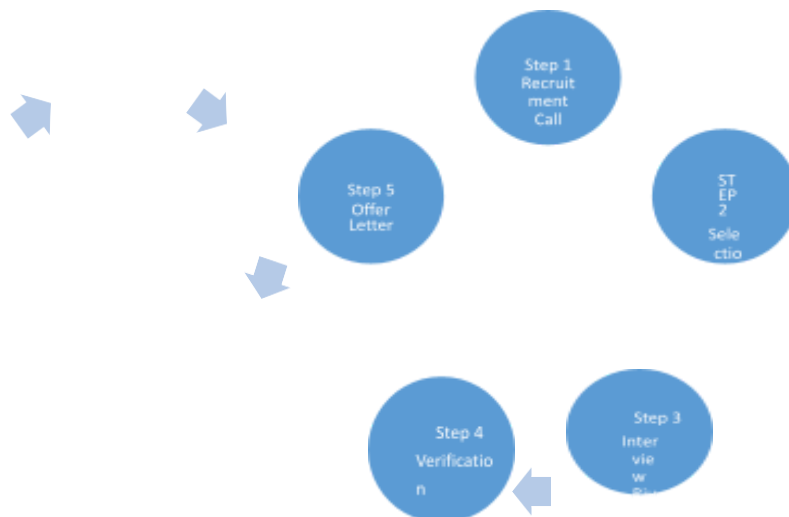 Step 1
Recruit
ment
Call
ST
EP
2
Sele
ctio
Step 3
Inter
vie
w
Step 4
Verificatio
n
Step 5
Offer
Letter